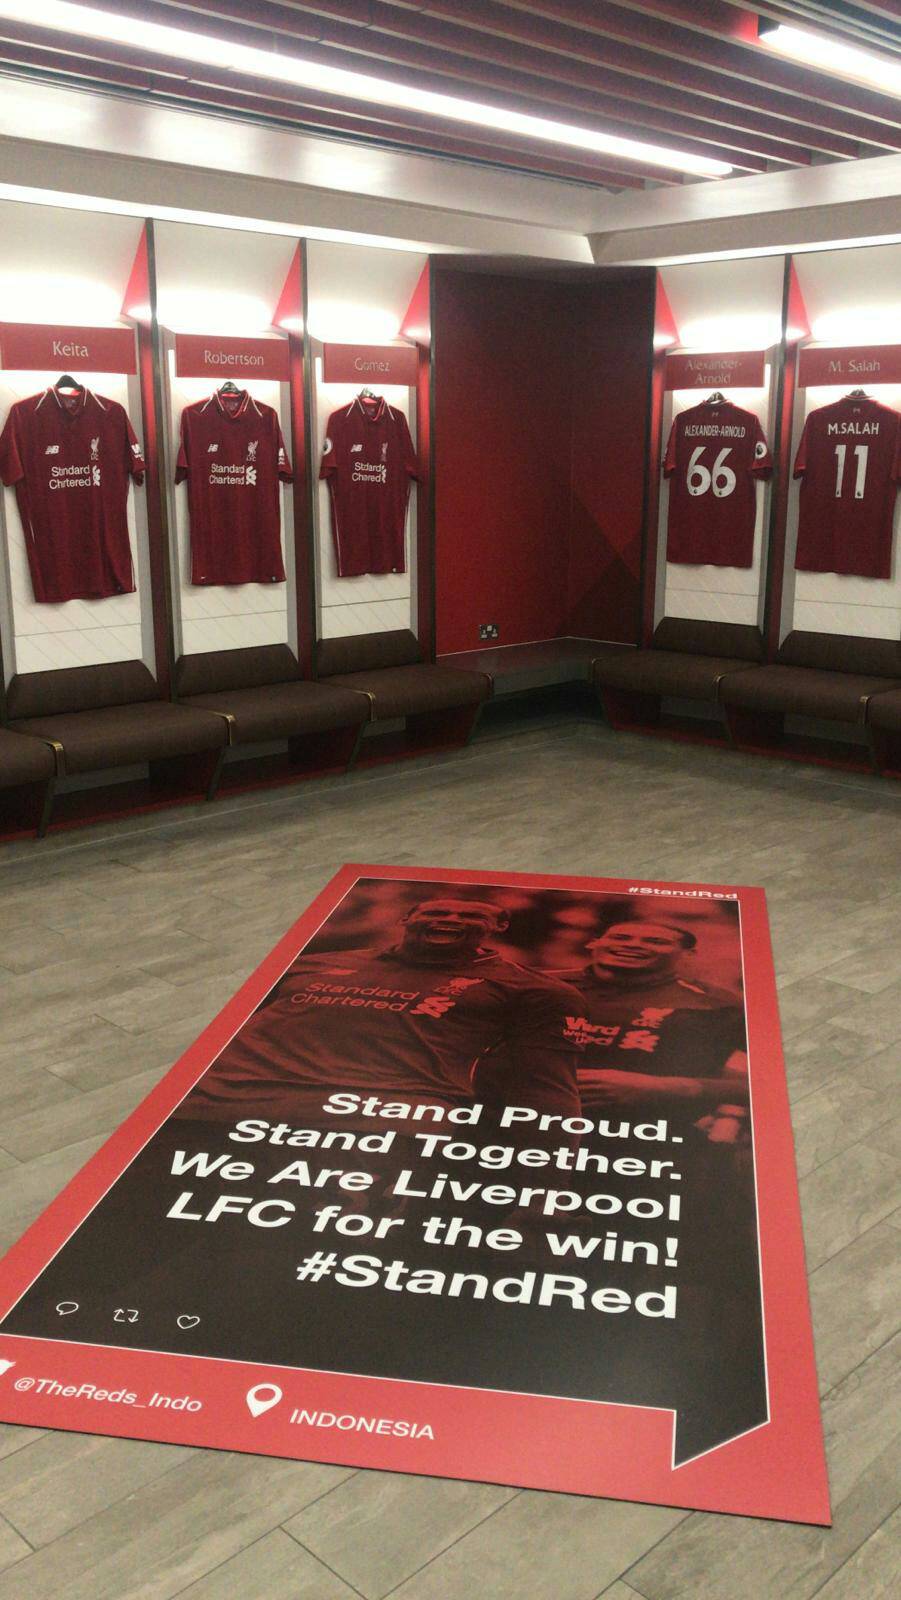 Keita
Robertson
Gomez
Alexander-
Arnold
M. Salah
Standard
Chartered
Standard
Chartered
Standard
Chartered
ALEXANDER-ARNOLD
66
M.SALAH
11
#StandRed
Standard
Chartered
Stand Proud.
Stand Together.
We Are Liverpool
LFC for the win!
#StandRed
@TheReds_Indo
INDONESIA